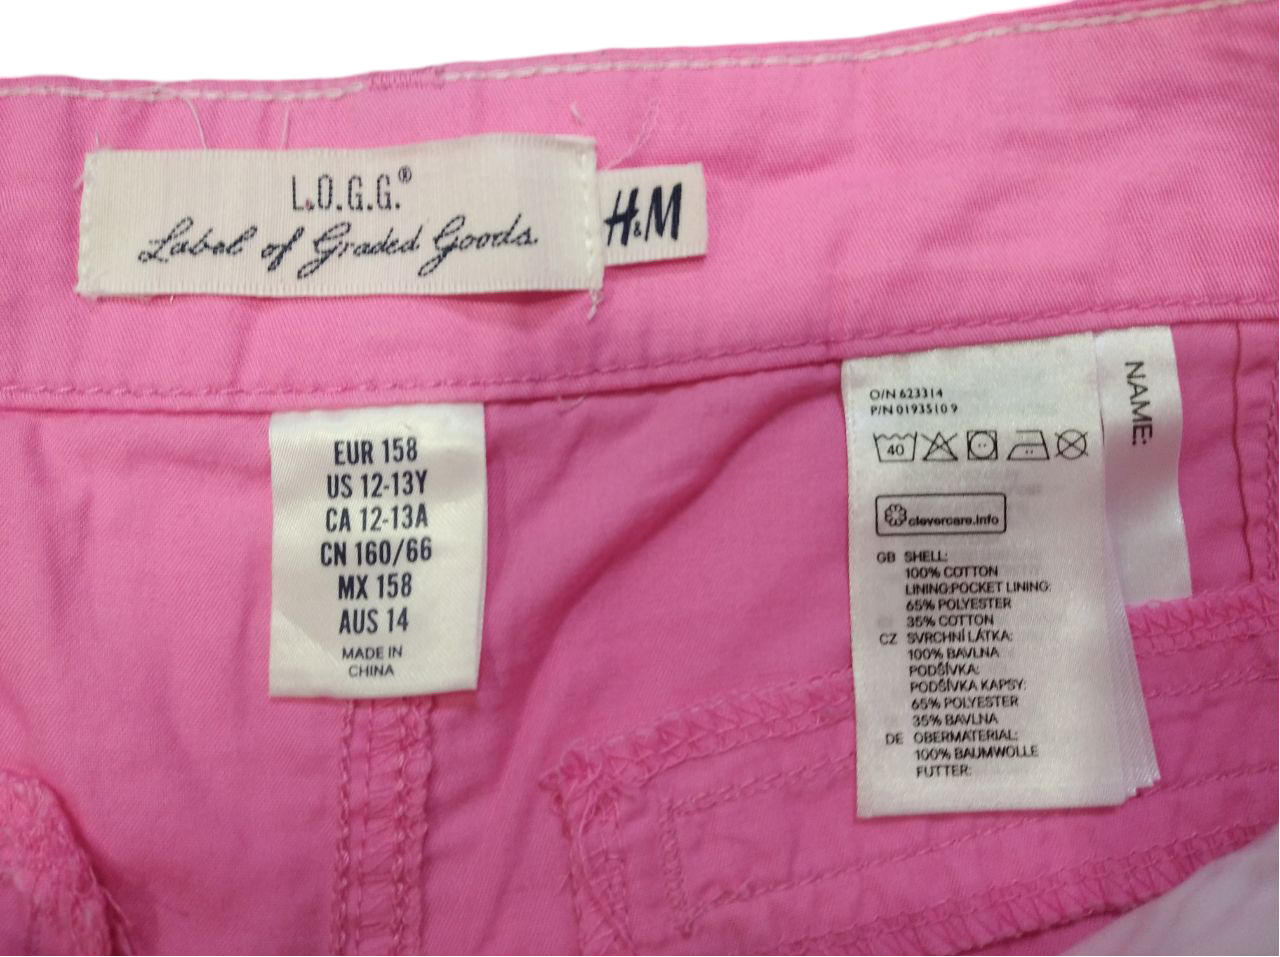 L.O.G.G.®
Label of Graded Goods
H&M
EUR 158
US 12-13Y
CA 12-13A
CN 160/66
MX 158
AUS 14
MADE IN
CHINA
O/N 623314
P/N 01935109
40
clevercare.info
GB SHELL:
100% COTTON
LINING:POCKET LINING:
65% POLYESTER
35% COTTON
CZ SVRCHNÍ LÁTKA:
100% BAVLNA
PODŠÍVKA:
PODŠÍVKA KAPSY:
65% POLYESTER
35% BAVLNA
DE OBERMATERIAL:
100% BAUMWOLLE
FUTTER:
NAME: